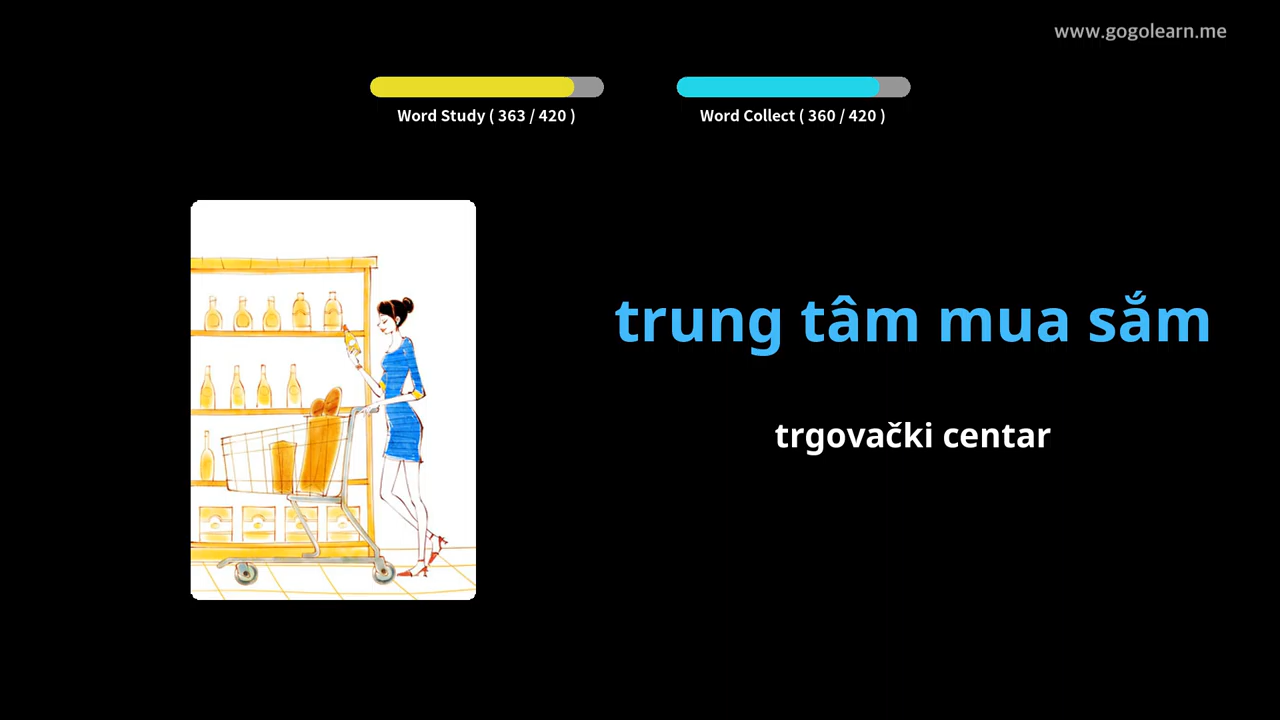 www.gogolearn.me
Word Study ( 363 / 420 )
Word Collect ( 360 / 420 )
trung tâm mua sắm
trgovački centar